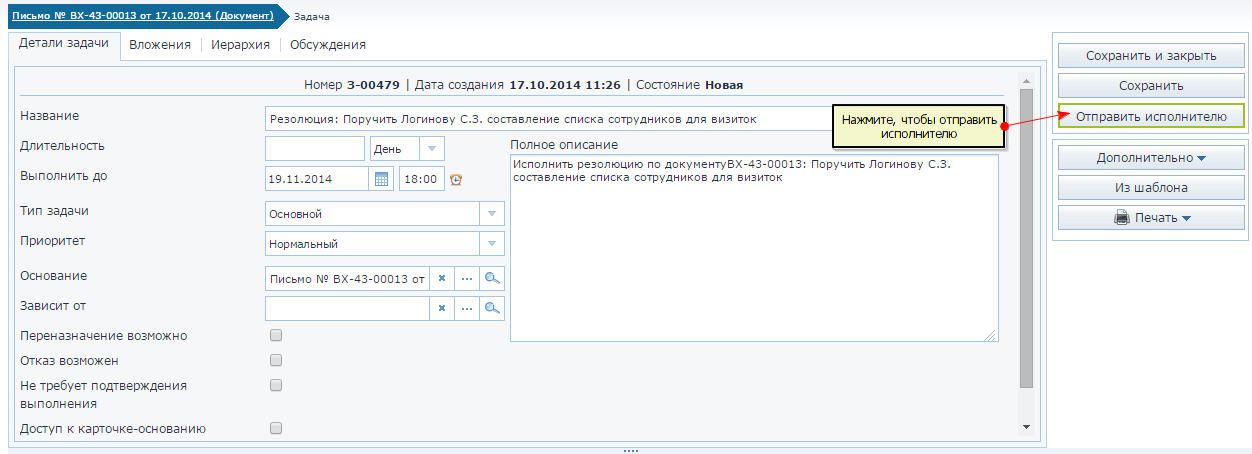 Письмо № ВХ-43-00013 от 17.10.2014 (Документ) Задача
Детали задачи Вложения Иерархия Обсуждения
Номер З-00479 | Дата создания 17.10.2014 11:26 | Состояние Новая
Название Резолюция: Поручить Логинову С.З. составление списка сотрудников для визиток
Длительность День
Выполнить до 19.11.2014 18:00
Тип задачи Основной
Приоритет Нормальный
Основание Письмо № ВХ-43-00013 от
Зависит от
Переназначение возможно
Отказ возможен
Не требует подтверждения
выполнения
Доступ к карточке-основанию
Полное описание
Исполнить резолюцию по документуВХ-43-00013: Поручить Логинову С.З.
составление списка сотрудников для визиток
Нажмите, чтобы отправить
исполнителю
Сохранить и закрыть
Сохранить
Отправить исполнителю
Дополнительно
Из шаблона
Печать